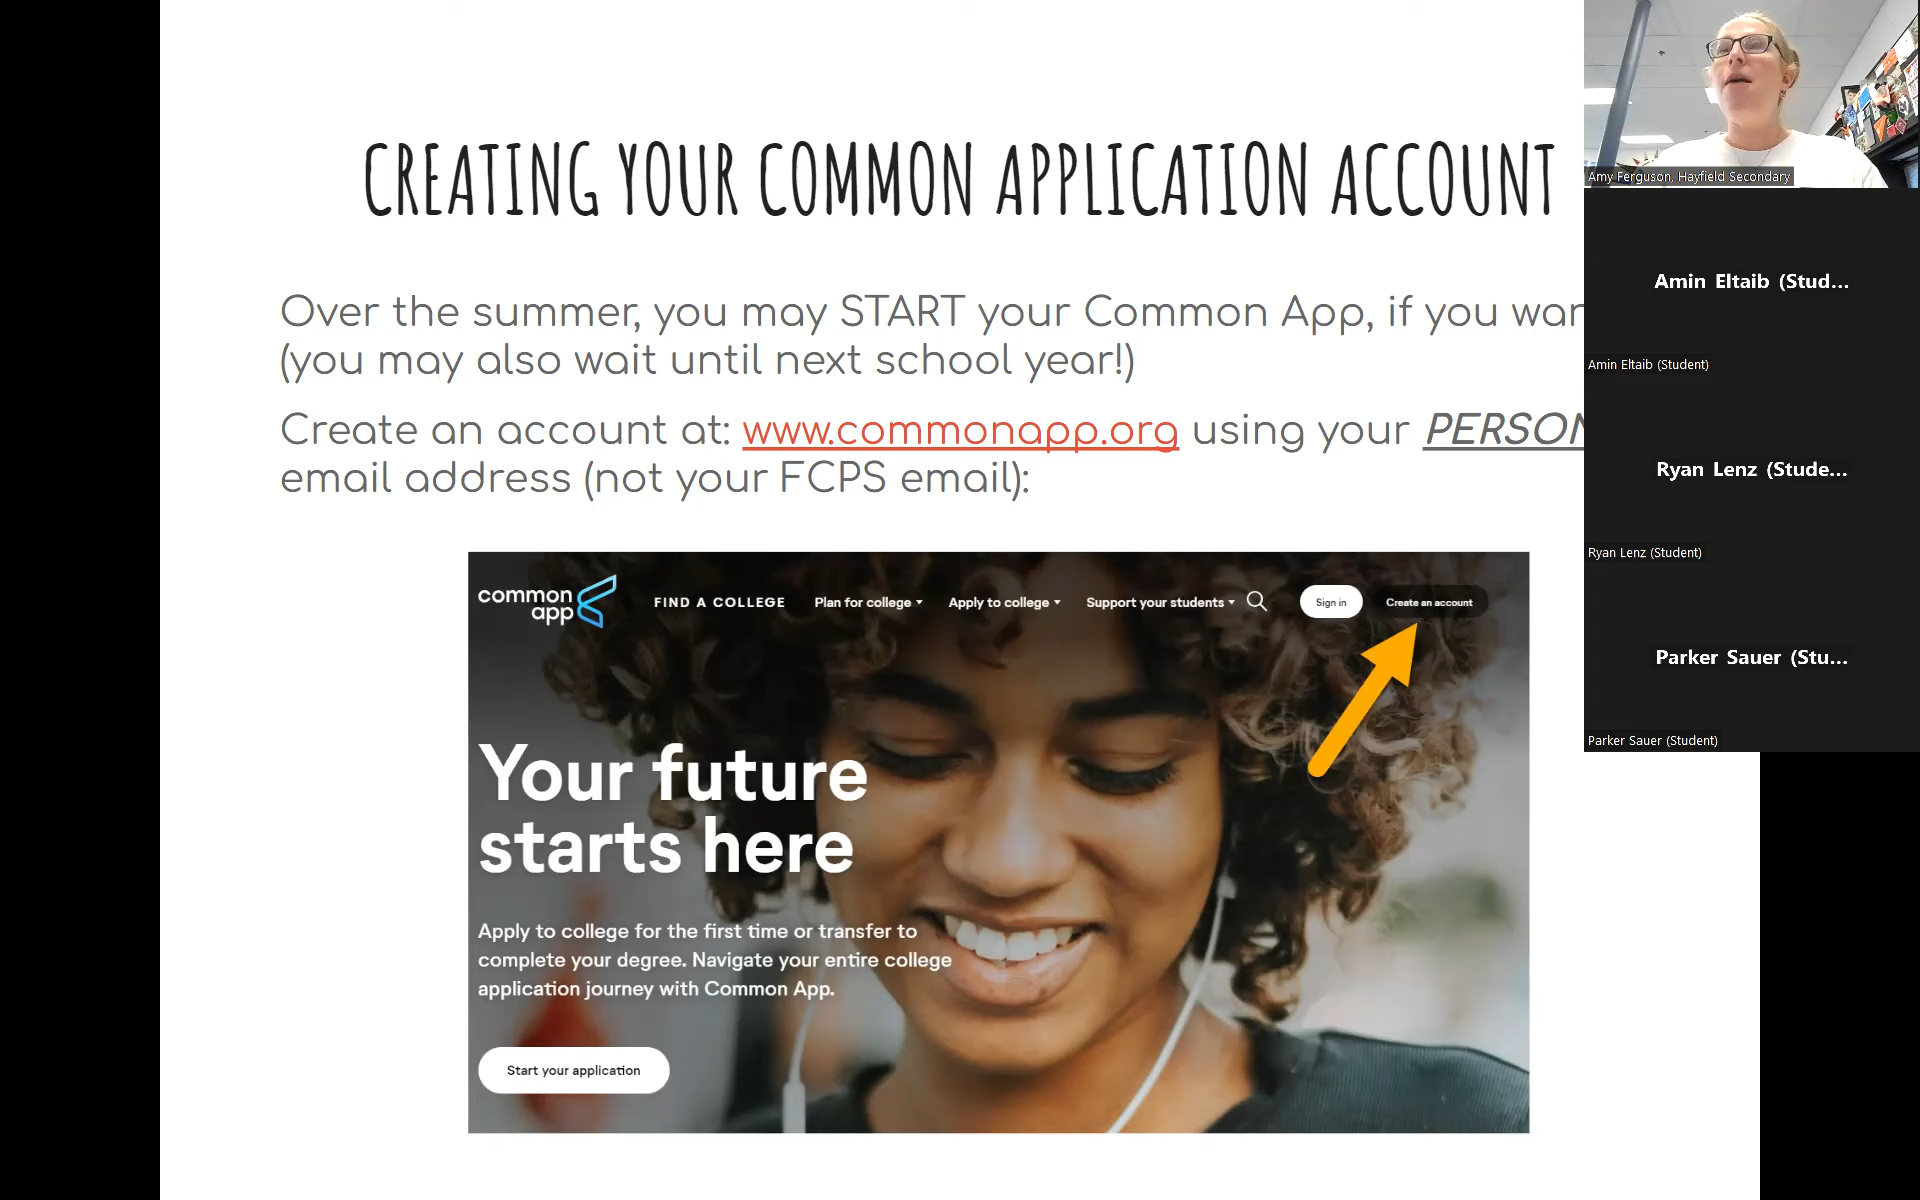 CREATING YOUR COMMON APPLICATION ACCOUNT
Over the summer, you may START your Common App, if you
(you may also wait until next school year!)
Create an account at: www.commonapp.org using your
email address (not your FCPS email):
common
app
FIND A COLLEGE
Plan for college
Apply to college
Support your students
Sign in
Create an account
Your future
starts here
Apply to college for the first time or transfer to
complete your degree. Navigate your entire college
application journey with Common App.
Start your application
Amy Ferguson, Hayfield Secondary
Amin Eltaib (Stud...
Amin Eltaib (Student)
Ryan Lenz (Stude...
Ryan Lenz (Student)
Parker Sauer (Stu...
Parker Sauer (Student)